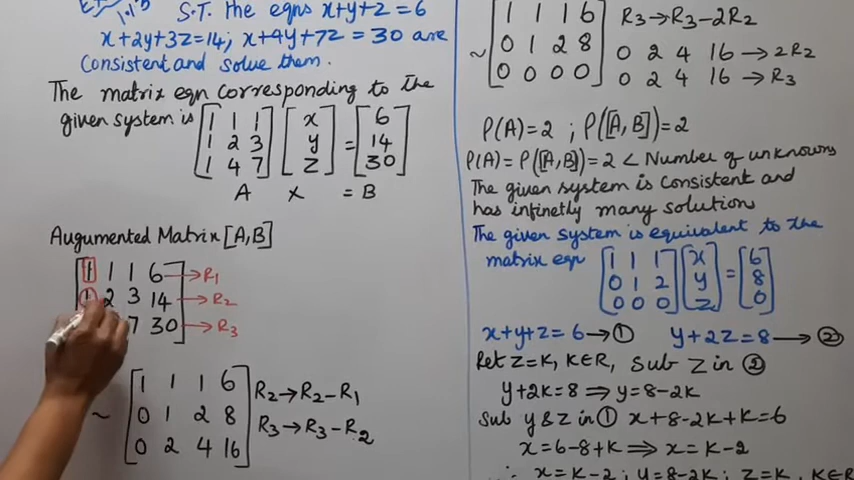 S.T. the eqns x+y+z=6
x+2y+3z=14; x+4y+7z=30 are
Consistent and solve them.
The matrix eqn corresponding to the
given system is [1 1 1 [x [6
1 2 3 y = 14
1 4 7] z] 30]
A X = B
Augumented Matrix [A,B]
1 1 1 6 → R1
1 2 3 14 → R2
7 30 → R3
~ [1 1 1 6
0 1 2 8 R2→R2-R1
0 2 4 16] R3→R3-R2
~ [1 1 1 6 R3→R3-2R2
0 1 2 8 0 2 4 16 → 2R2
0 0 0 0] 0 2 4 16 → R3
ρ(A)=2 ; ρ([A,B])=2
ρ(A)=ρ([A,B])=2 < Number of unknowns
The given system is Consistent and
has infinetly many solutions
The given system is equivalent to the
matrix eqn [1 1 1 [x [6
0 1 2 y = 8
0 0 0] z] 0]
x+y+z=6 → ① y+2z=8 → ②
Let z=k, k∈R, Sub z in ②
y+2k=8 ⇒ y=8-2k
Sub y & z in ① x+8-2k+k=6
x=6-8+k ⇒ x=k-2
∴ x=k-2; y=8-2k; z=k, k∈R